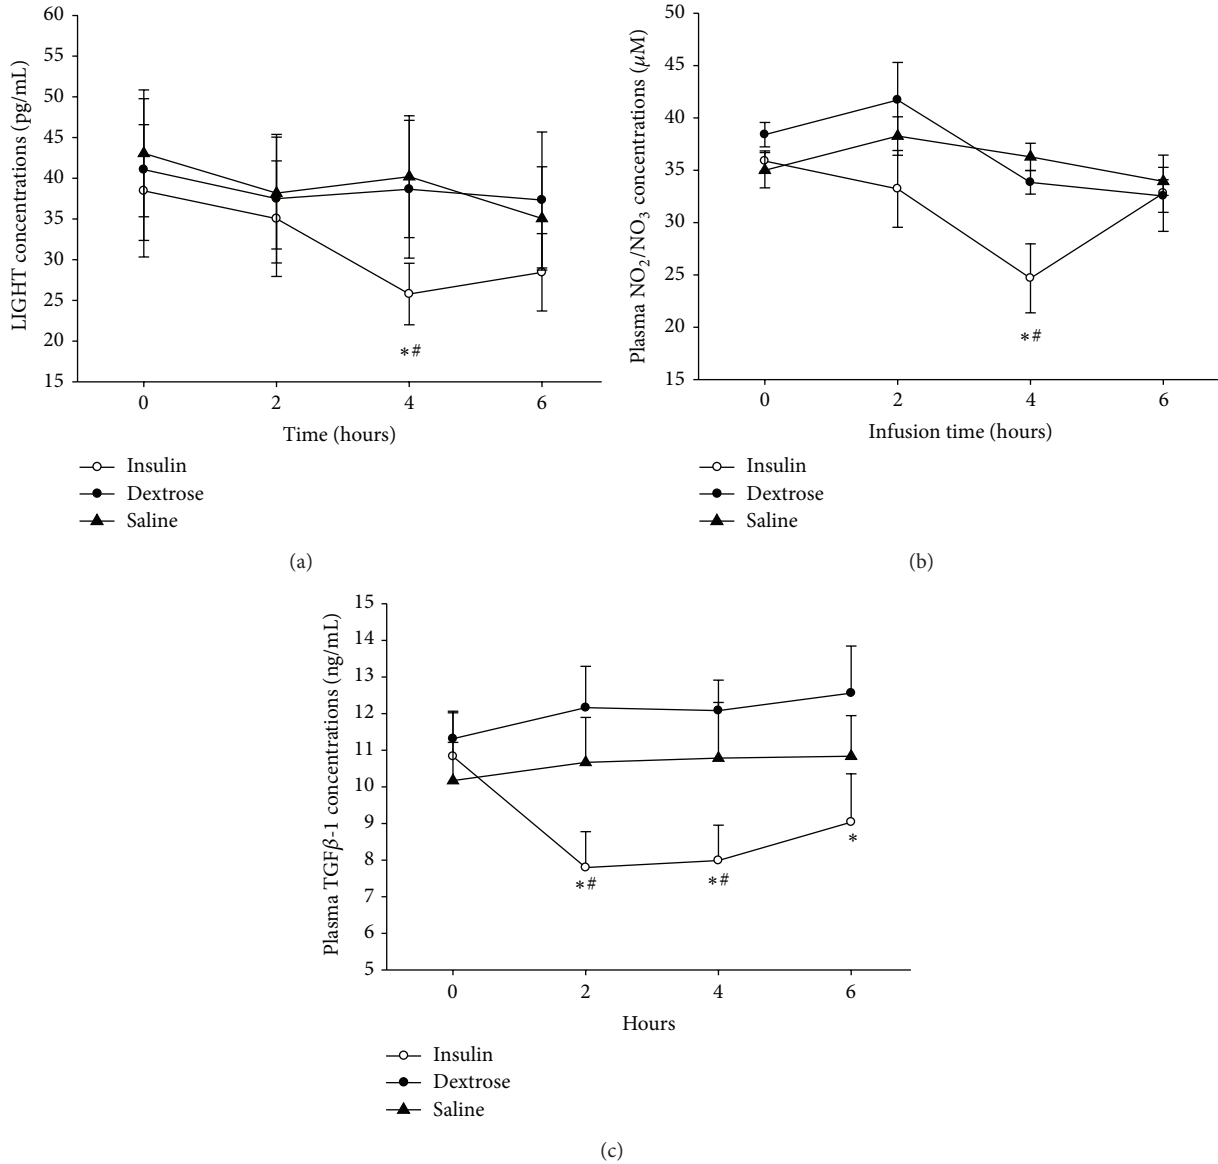 LIGHT concentrations (pg/mL)
60
55
50
45
40
35
30
25
20
15
*#
0 2 4 6
Time (hours)
Insulin
Dextrose
Saline
(a)
Plasma NO2/NO3 concentrations (μM)
50
45
40
35
30
25
20
15
*#
0 2 4 6
Infusion time (hours)
Insulin
Dextrose
Saline
(b)
Plasma TGFβ-1 concentrations (ng/mL)
15
14
13
12
11
10
9
8
7
6
5
*# *# *
0 2 4 6
Hours
Insulin
Dextrose
Saline
(c)